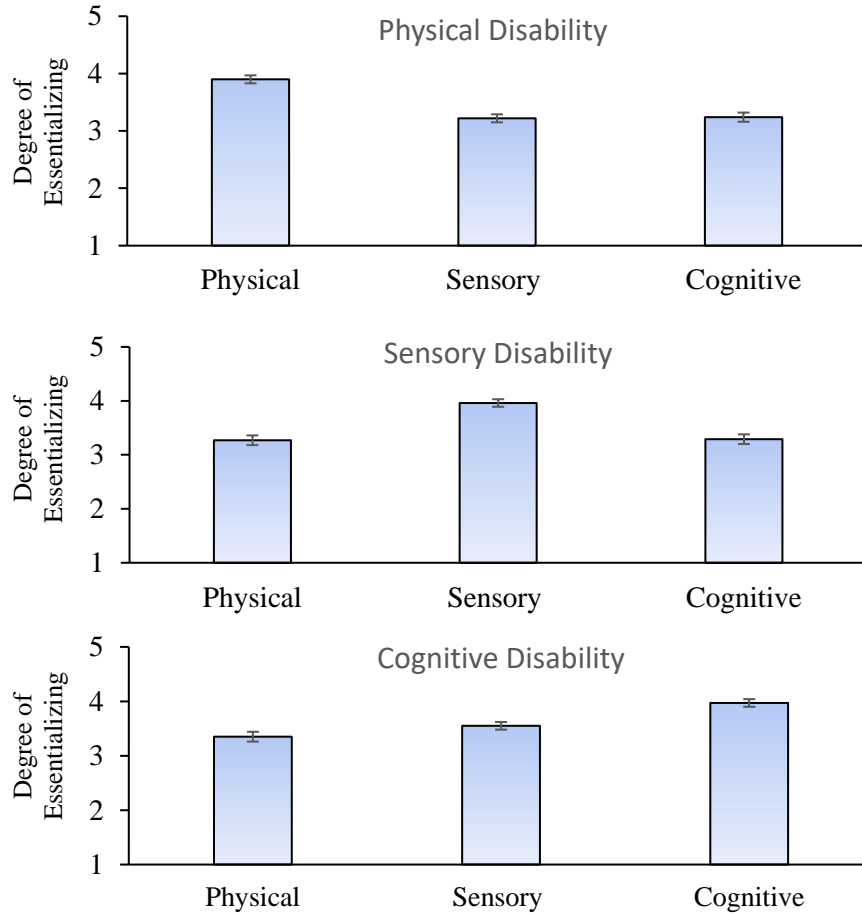 Physical Disability
Degree of
Essentializing
5
4
3
2
1
Physical Sensory Cognitive
Sensory Disability
Degree of
Essentializing
5
4
3
2
1
Physical Sensory Cognitive
Cognitive Disability
Degree of
Essentializing
5
4
3
2
1
Physical Sensory Cognitive